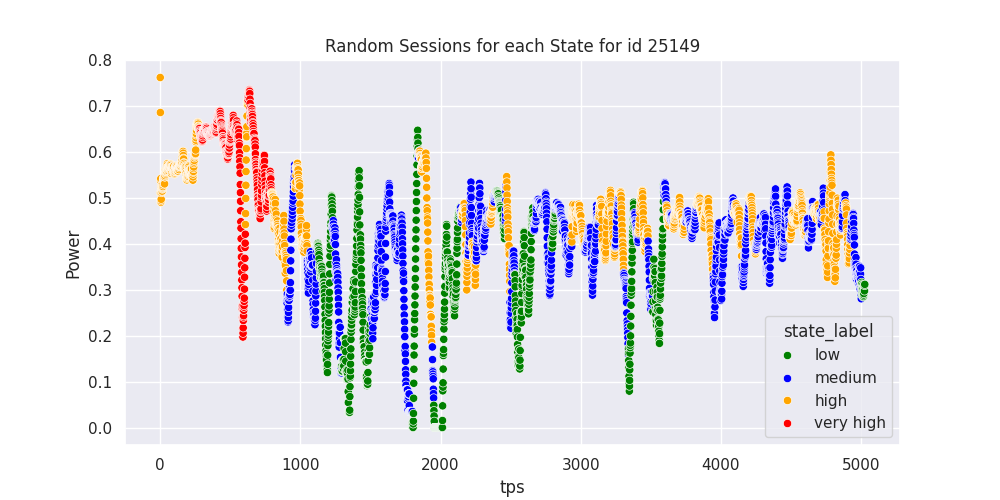 Random Sessions for each State for id 25149
0.8
0.7
0.6
0.5
0.4
0.3
0.2
0.1
0.0
Power
0
1000
2000
3000
4000
5000
tps
state_label
low
medium
high
very high